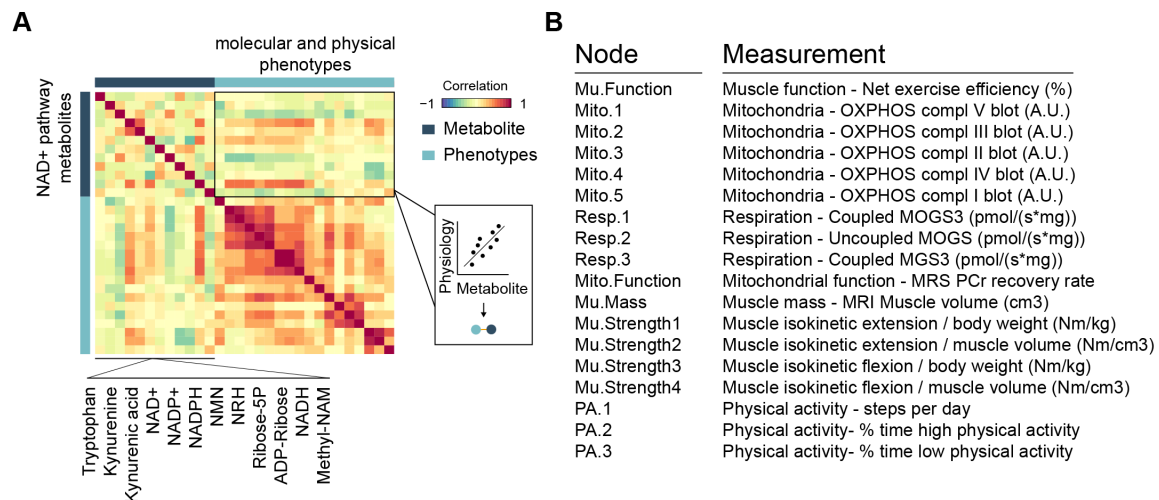 A
molecular and physical
phenotypes
NAD+ pathway
metabolites
Correlation
−1
1
Metabolite
Phenotypes
Physiology
Metabolite
Tryptophan
Kynurenine
Kynurenic acid
NAD+
NADP+
NADPH
NMN
NRH
Ribose-5P
ADP-Ribose
NADH
Methyl-NAM
B
Node Measurement
Mu.Function Muscle function - Net exercise efficiency (%)
Mito.1 Mitochondria - OXPHOS compl V blot (A.U.)
Mito.2 Mitochondria - OXPHOS compl III blot (A.U.)
Mito.3 Mitochondria - OXPHOS compl II blot (A.U.)
Mito.4 Mitochondria - OXPHOS compl IV blot (A.U.)
Mito.5 Mitochondria - OXPHOS compl I blot (A.U.)
Resp.1 Respiration - Coupled MOGS3 (pmol/(s*mg))
Resp.2 Respiration - Uncoupled MOGS (pmol/(s*mg))
Resp.3 Respiration - Coupled MGS3 (pmol/(s*mg))
Mito.Function Mitochondrial function - MRS PCr recovery rate
Mu.Mass Muscle mass - MRI Muscle volume (cm3)
Mu.Strength1 Muscle isokinetic extension / body weight (Nm/kg)
Mu.Strength2 Muscle isokinetic extension / muscle volume (Nm/cm3)
Mu.Strength3 Muscle isokinetic flexion / body weight (Nm/kg)
Mu.Strength4 Muscle isokinetic flexion / muscle volume (Nm/cm3)
PA.1 Physical activity - steps per day
PA.2 Physical activity- % time high physical activity
PA.3 Physical activity- % time low physical activity